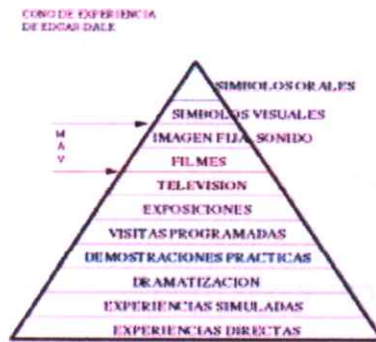 CONO DE EXPERIENCIA
DE EDGAR DALE
SIMBOLOS ORALES
SIMBOLOS VISUALES
IMAGEN FIJA, SONIDO
M
A
V
FILMES
TELEVISION
EXPOSICIONES
VISITAS PROGRAMADAS
DEMOSTRACIONES PRACTICAS
DRAMATIZACION
EXPERIENCIAS SIMULADAS
EXPERIENCIAS DIRECTAS